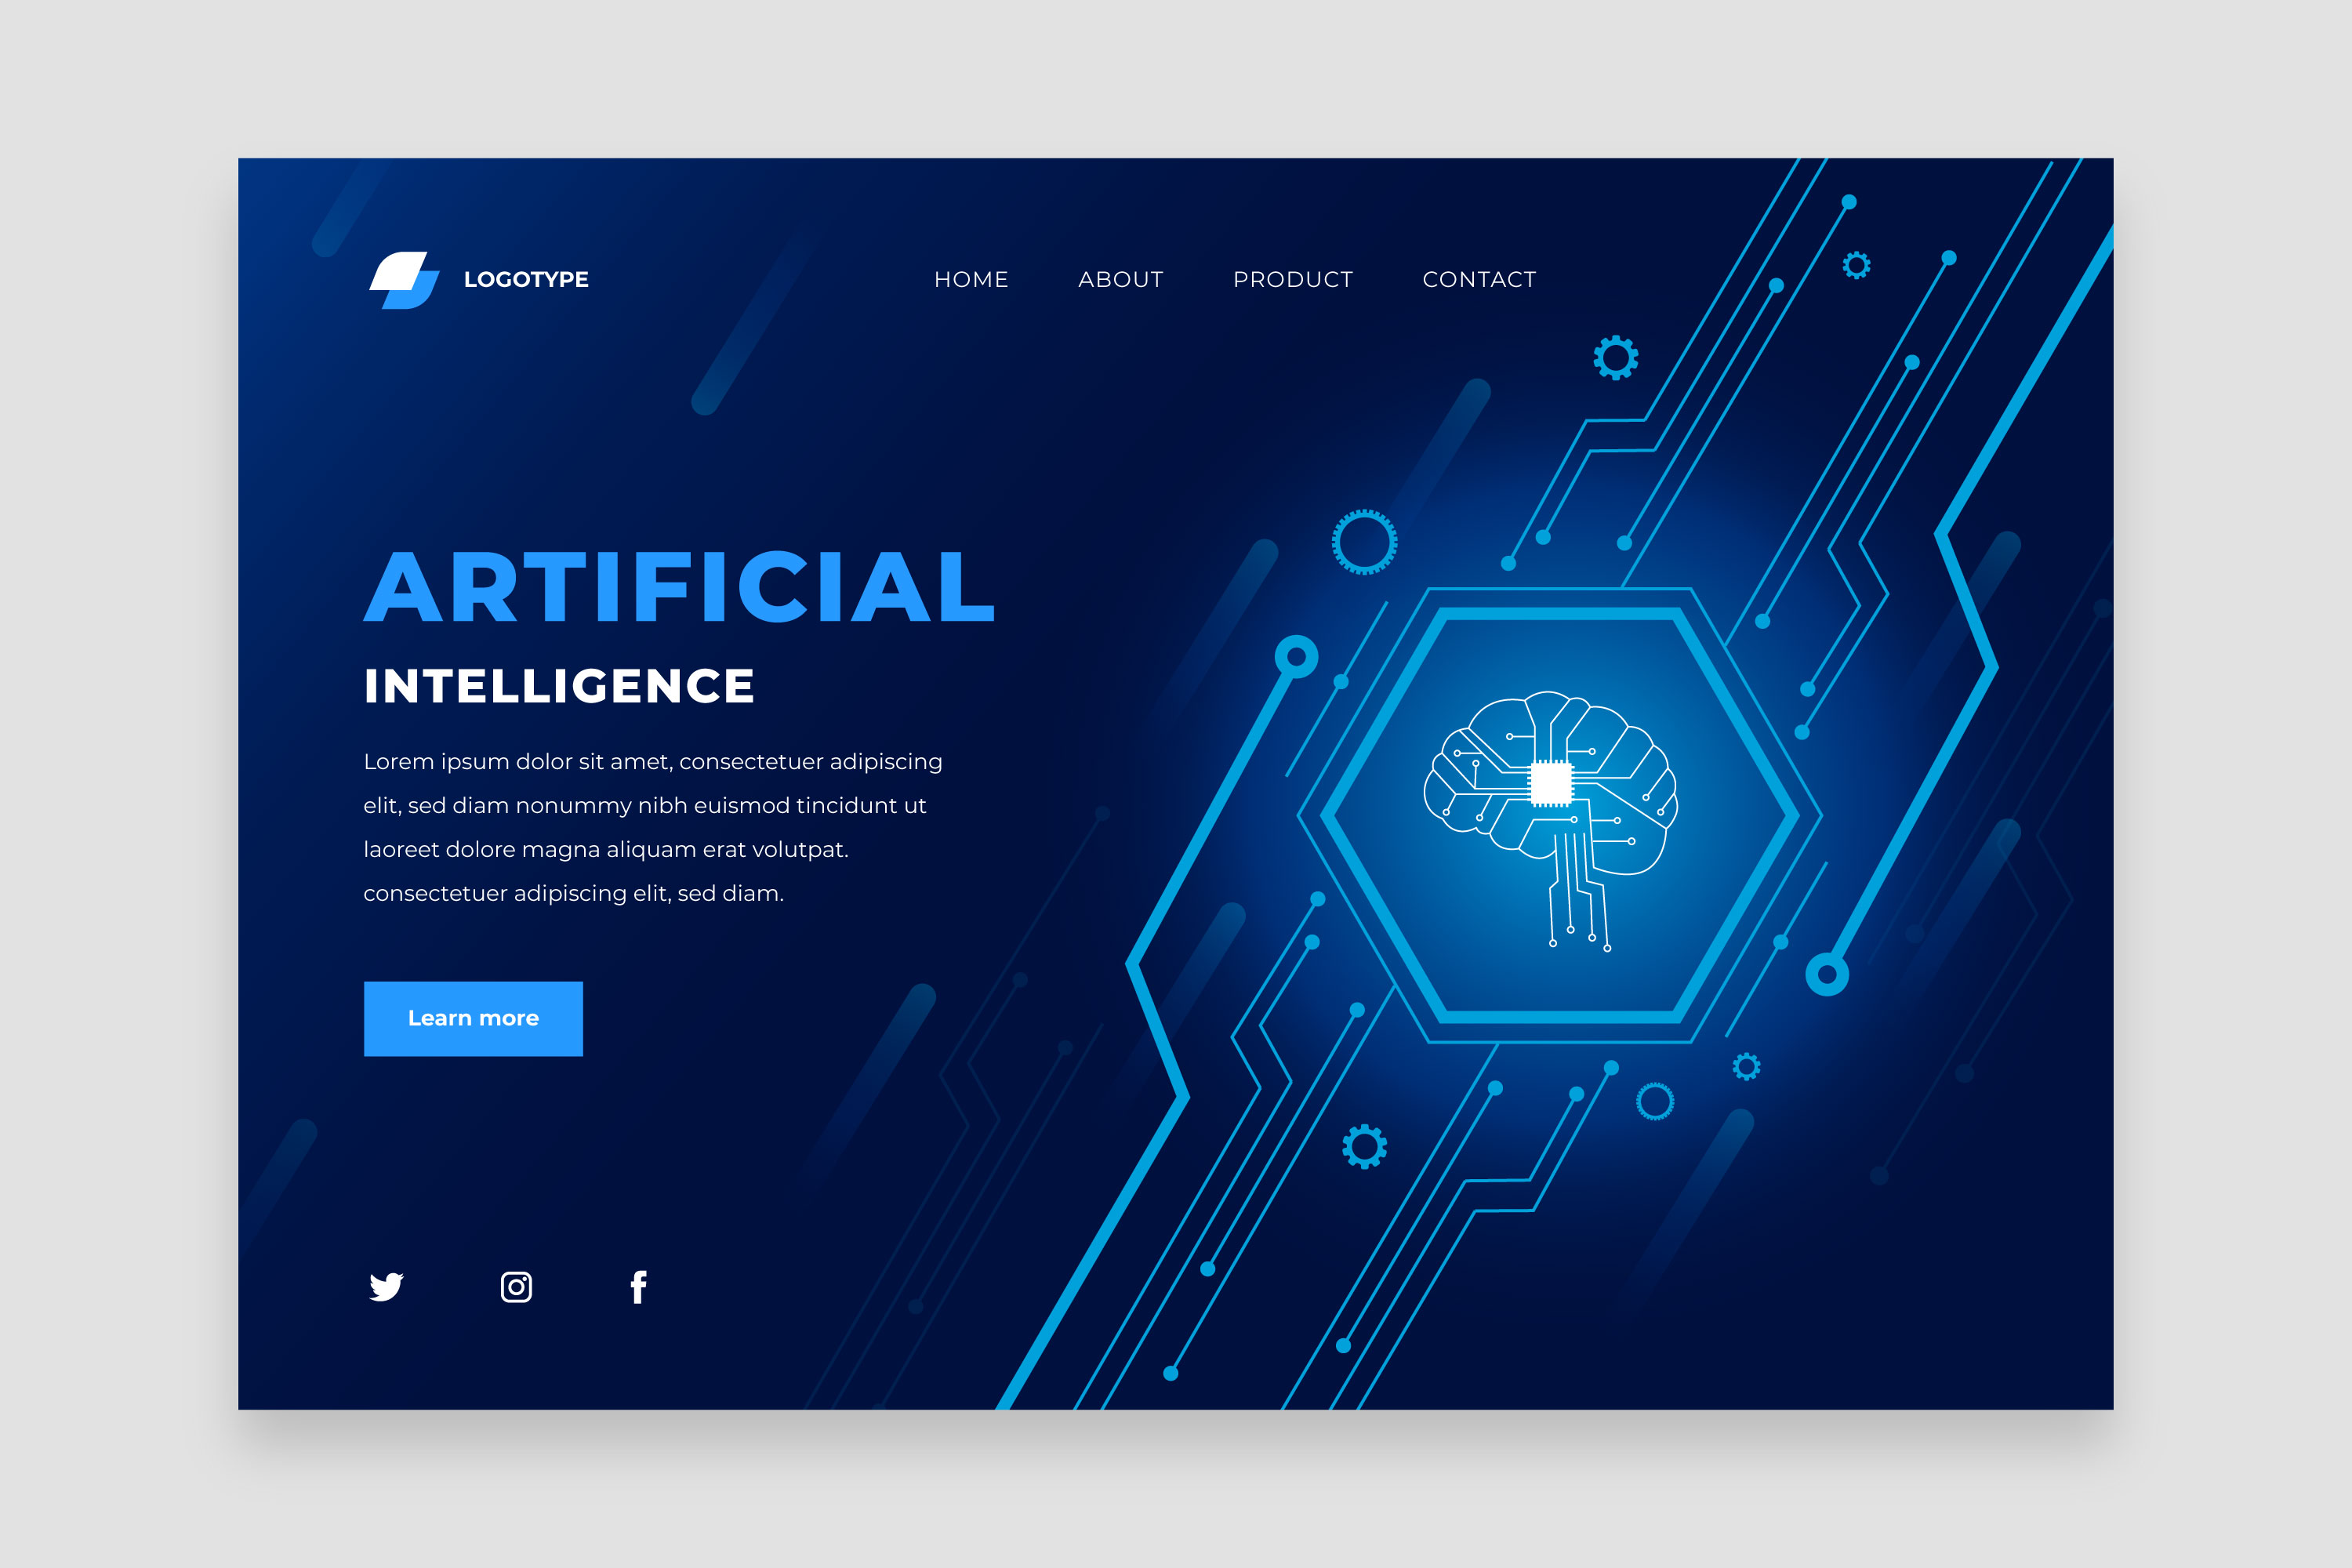 LOGOTYPE
HOME ABOUT PRODUCT CONTACT
ARTIFICIAL
INTELLIGENCE
Lorem ipsum dolor sit amet, consectetuer adipiscing
elit, sed diam nonummy nibh euismod tincidunt ut
laoreet dolore magna aliquam erat volutpat.
consectetuer adipiscing elit, sed diam.
Learn more